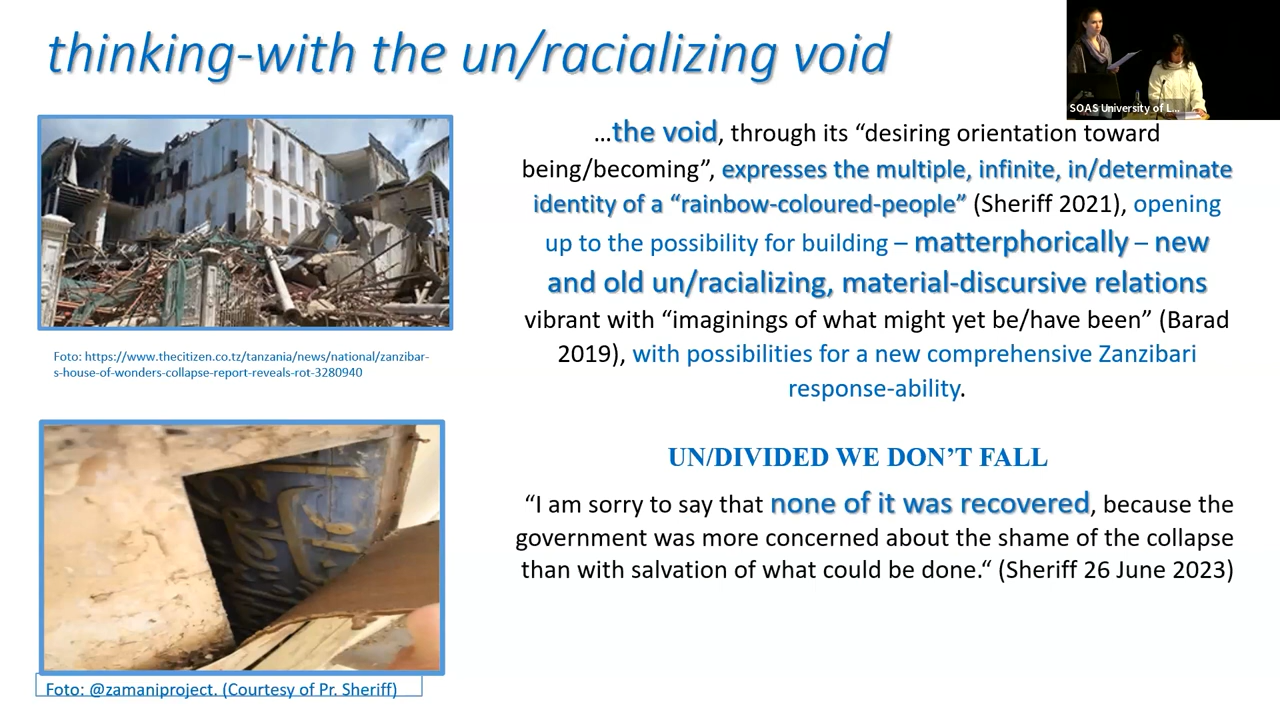 thinking-with the un/racializing void
SOAS University of L...
…the void, through its “desiring orientation toward
being/becoming”, expresses the multiple, infinite, in/determinate
identity of a “rainbow-coloured-people” (Sheriff 2021), opening
up to the possibility for building – matterphorically – new
and old un/racializing, material-discursive relations
vibrant with “imaginings of what might yet be/have been” (Barad
2019), with possibilities for a new comprehensive Zanzibari
response-ability.
Foto: https://www.thecitizen.co.tz/tanzania/news/national/zanzibar-
s-house-of-wonders-collapse-report-reveals-rot-3280940
UN/DIVIDED WE DON’T FALL
“I am sorry to say that none of it was recovered, because the
government was more concerned about the shame of the collapse
than with salvation of what could be done.“ (Sheriff 26 June 2023)
Foto: @zamaniproject. (Courtesy of Pr. Sheriff)